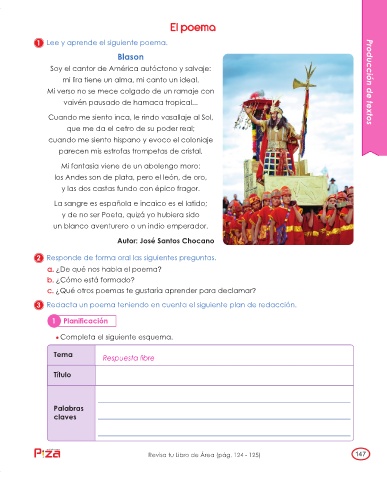 El poema
1 Lee y aprende el siguiente poema.
Blason
Soy el cantor de América autóctono y salvaje;
mi lira tiene un alma, mi canto un ideal.
Mi verso no se mece colgado de un ramaje con
vaivén pausado de hamaca tropical...
Cuando me siento inca, le rindo vasallaje al Sol,
que me da el cetro de su poder real;
cuando me siento hispano y evoco el coloniaje
parecen mis estrofas trompetas de cristal.
Mi fantasía viene de un abolengo moro;
los Andes son de plata, pero el león, de oro,
y las dos castas fundo con épico fragor.
La sangre es española e incaico es el latido;
y de no ser Poeta, quizá yo hubiera sido
un blanco aventurero o un indio emperador.
Autor: José Santos Chocano
2 Responde de forma oral las siguientes preguntas.
a. ¿De qué nos habla el poema?
b. ¿Cómo está formado?
c. ¿Qué otros poemas te gustaría aprender para declamar?
3 Redacta un poema teniendo en cuenta el siguiente plan de redacción.
1 Planificación
• Completa el siguiente esquema.
Tema
Respuesta libre
Título
Palabras
claves
Producción de textos
Pizza
Revisa tu Libro de Área (pág. 124 - 125)
147